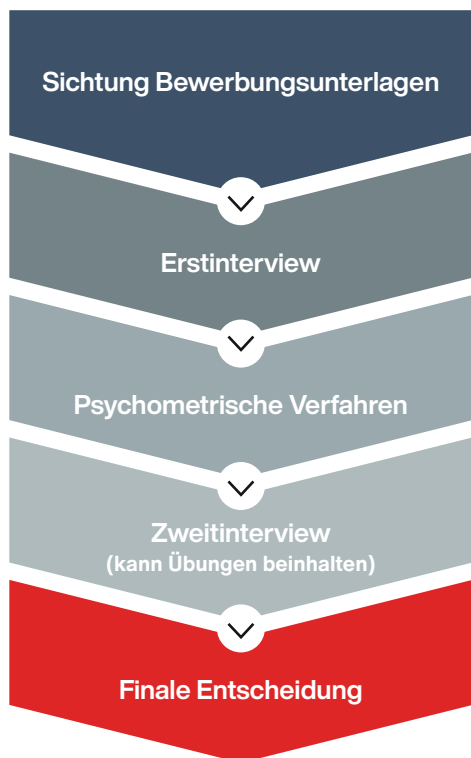 Sichtung Bewerbungsunterlagen
Erstinterview
Psychometrische Verfahren
Zweitinterview
(kann Übungen beinhalten)
Finale Entscheidung